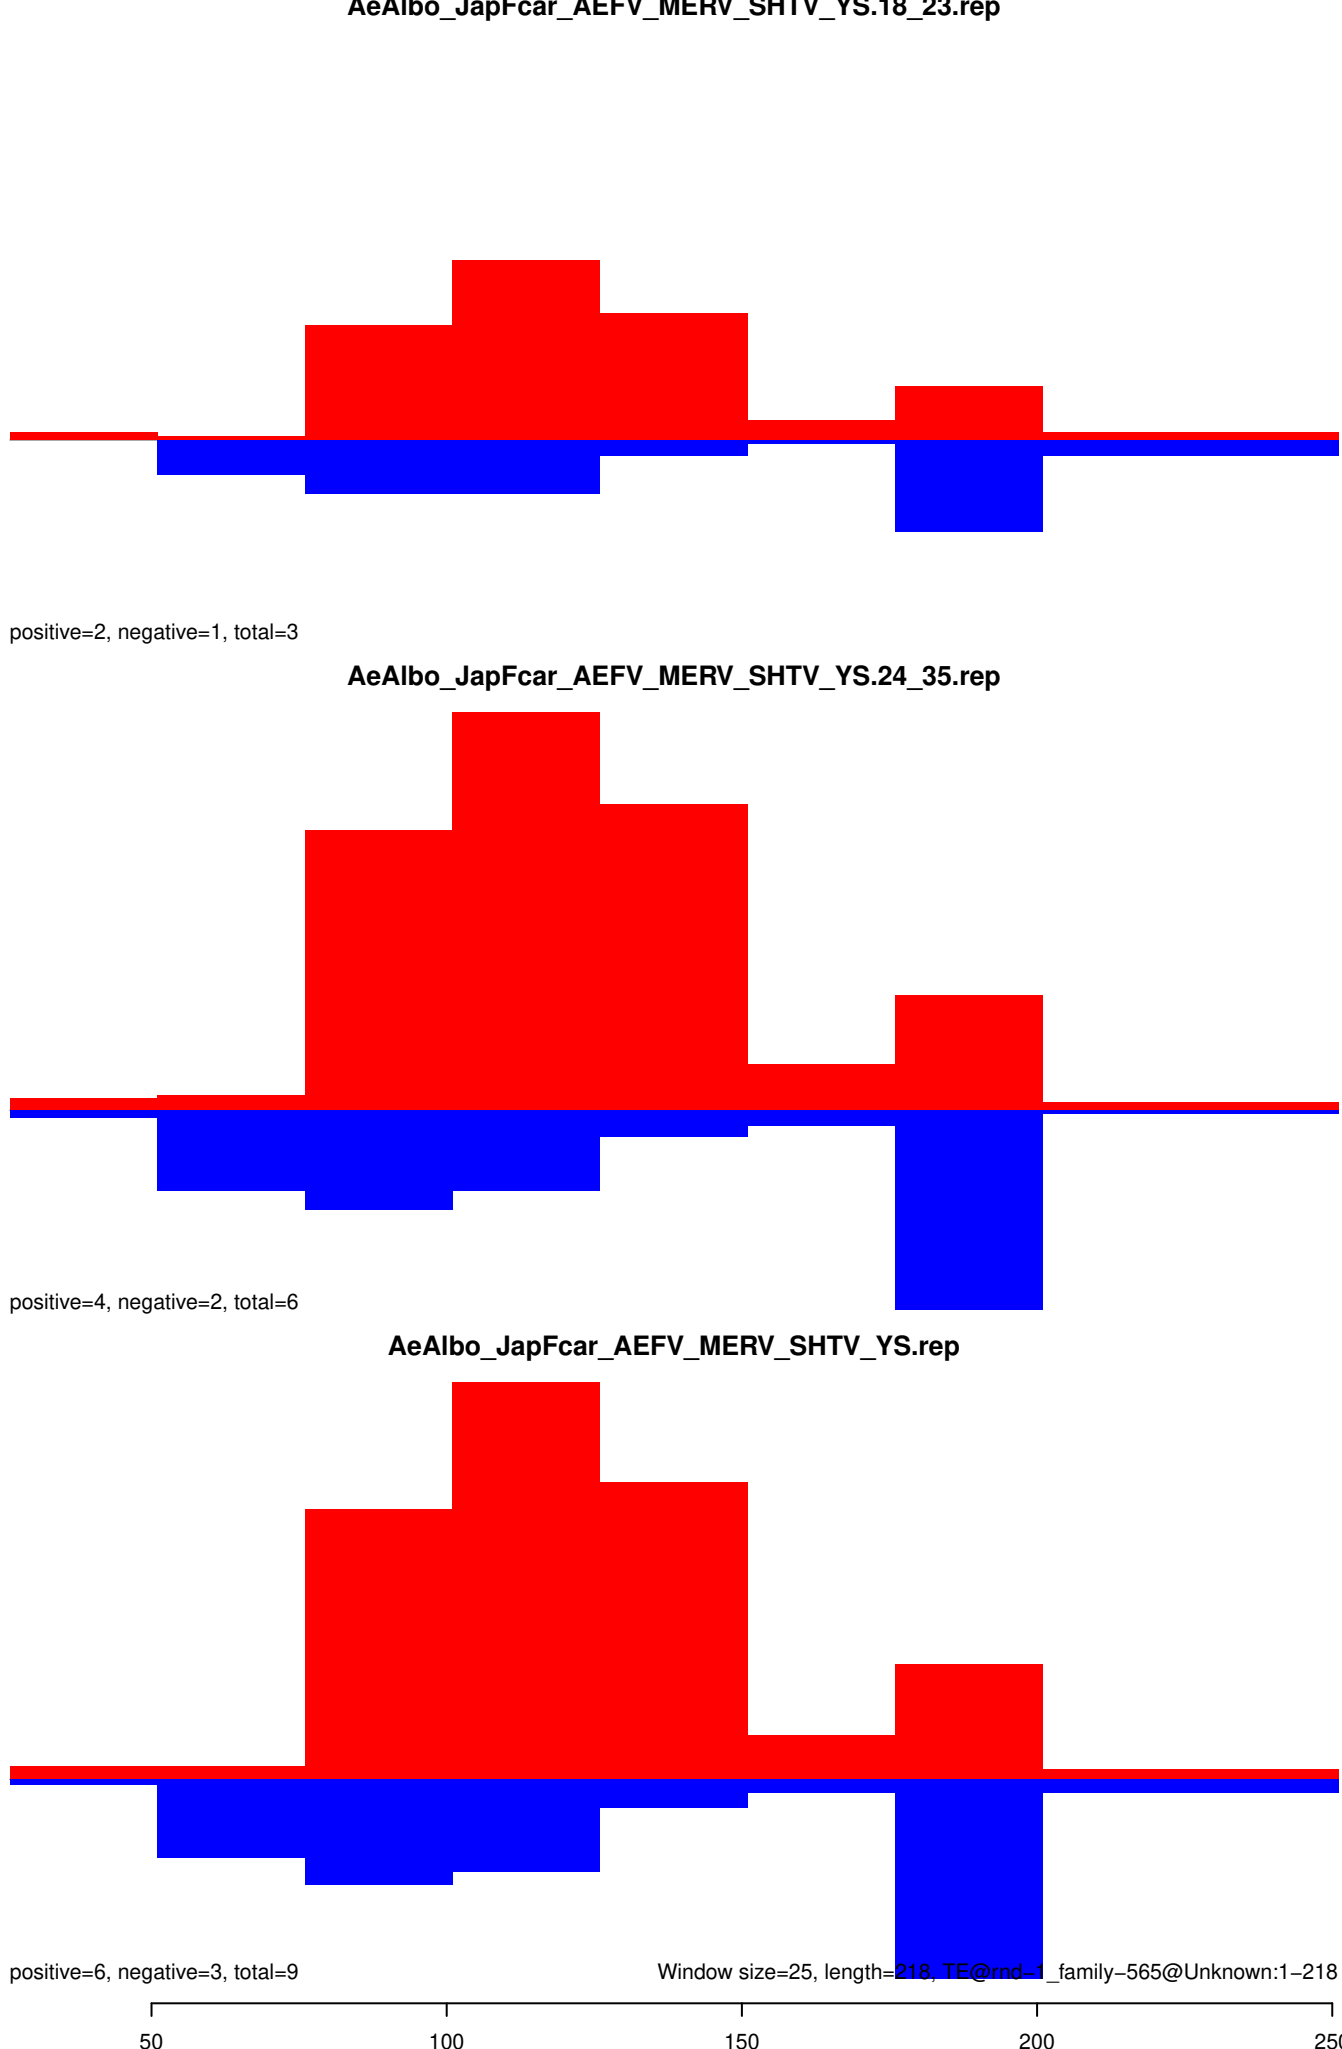 AeAlbo_JapFcar_AEFV_MERV_SHTV_YS.18_23.rep
positive=2, negative=1, total=3
AeAlbo_JapFcar_AEFV_MERV_SHTV_YS.24_35.rep
positive=4, negative=2, total=6
AeAlbo_JapFcar_AEFV_MERV_SHTV_YS.rep
positive=6, negative=3, total=9
Window size=25, length=218, TE@rnd−1_family−565@Unknown:1−218
50 100 150 200 250